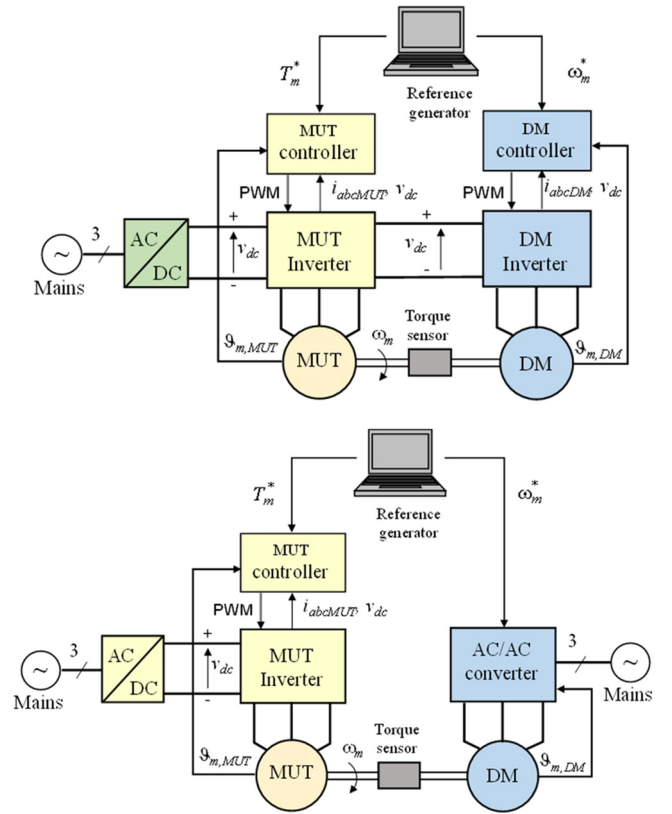 T*m
ω*m
Reference
generator
MUT
controller
DM
controller
PWM
iabcMUT, vdc
PWM
iabcDM, vdc
3
~
Mains
AC
DC
+
vdc
-
MUT
Inverter
+
vdc
-
DM
Inverter
ϑm,MUT
MUT
ωm
Torque
sensor
DM
ϑm,DM
T*m
ω*m
Reference
generator
MUT
controller
PWM
iabcMUT, vdc
3
~
Mains
AC
DC
+
vdc
-
MUT
Inverter
AC/AC
converter
3
~
Mains
ϑm,MUT
MUT
ωm
Torque
sensor
DM
ϑm,DM